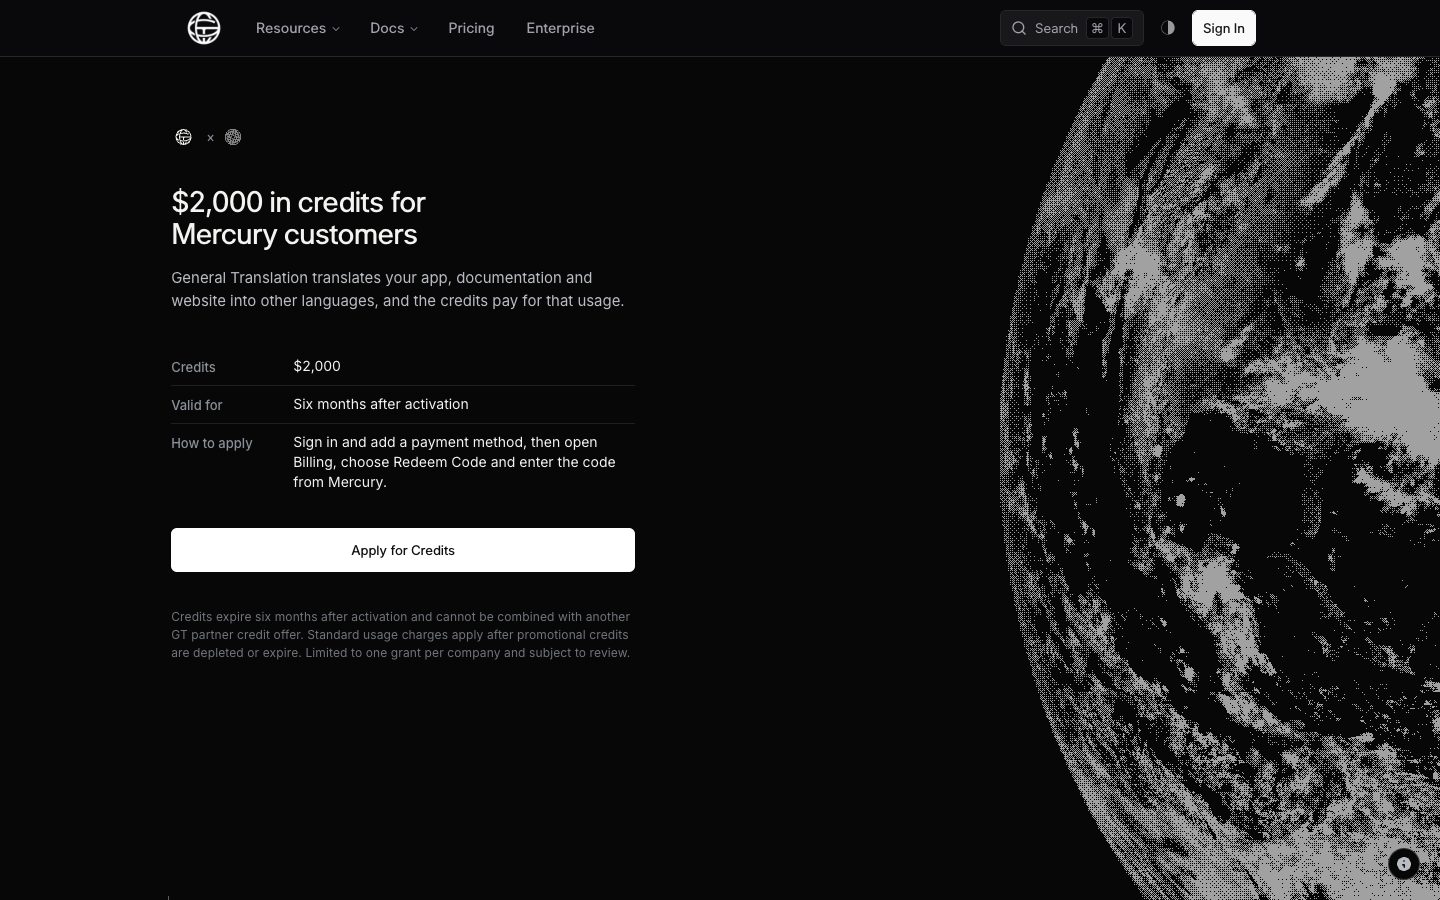 Resources
Docs
Pricing
Enterprise
Search ⌘ K
Sign In
×
$2,000 in credits for
Mercury customers
General Translation translates your app, documentation and
website into other languages, and the credits pay for that usage.
Credits
$2,000
Valid for
Six months after activation
How to apply
Sign in and add a payment method, then open
Billing, choose Redeem Code and enter the code
from Mercury.
Apply for Credits
Credits expire six months after activation and cannot be combined with another
GT partner credit offer. Standard usage charges apply after promotional credits
are depleted or expire. Limited to one grant per company and subject to review.